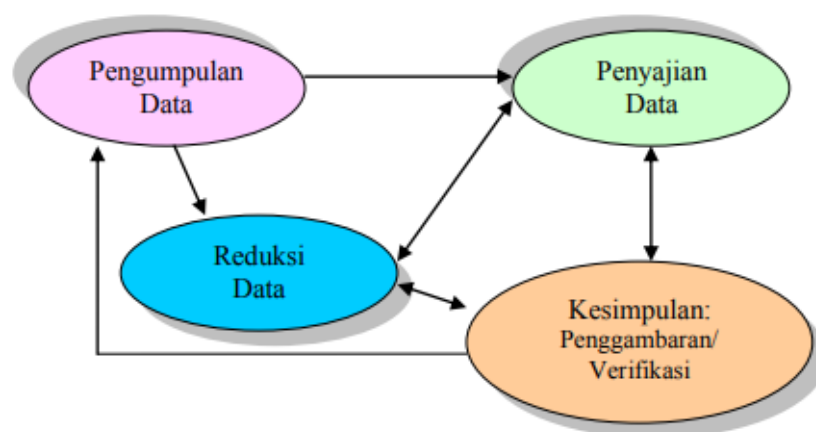 Pengumpulan
Data
Penyajian
Data
Reduksi
Data
Kesimpulan:
Penggambaran/
Verifikasi